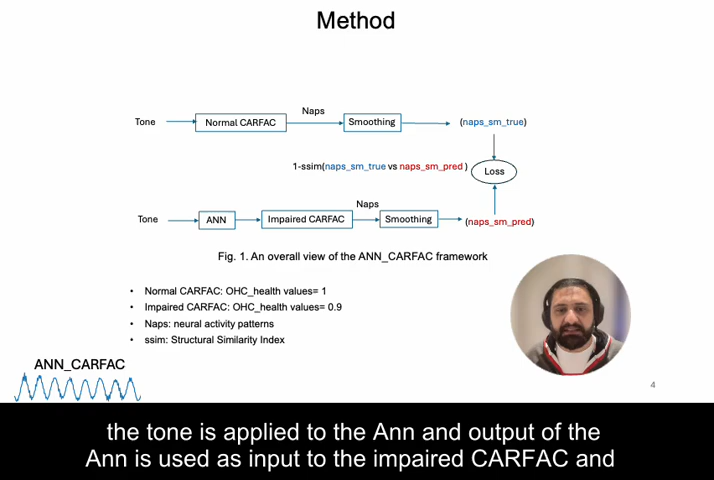 Method
Naps
Tone
Normal CARFAC
Smoothing
(naps_sm_true)
1-ssim(naps_sm_true vs naps_sm_pred )
Loss
Naps
Tone
ANN
Impaired CARFAC
Smoothing
(naps_sm_pred)
Fig. 1. An overall view of the ANN_CARFAC framework
• Normal CARFAC: OHC_health values= 1
• Impaired CARFAC: OHC_health values= 0.9
• Naps: neural activity patterns
• ssim: Structural Similarity Index
ANN_CARFAC
4
the tone is applied to the Ann and output of the
Ann is used as input to the impaired CARFAC and